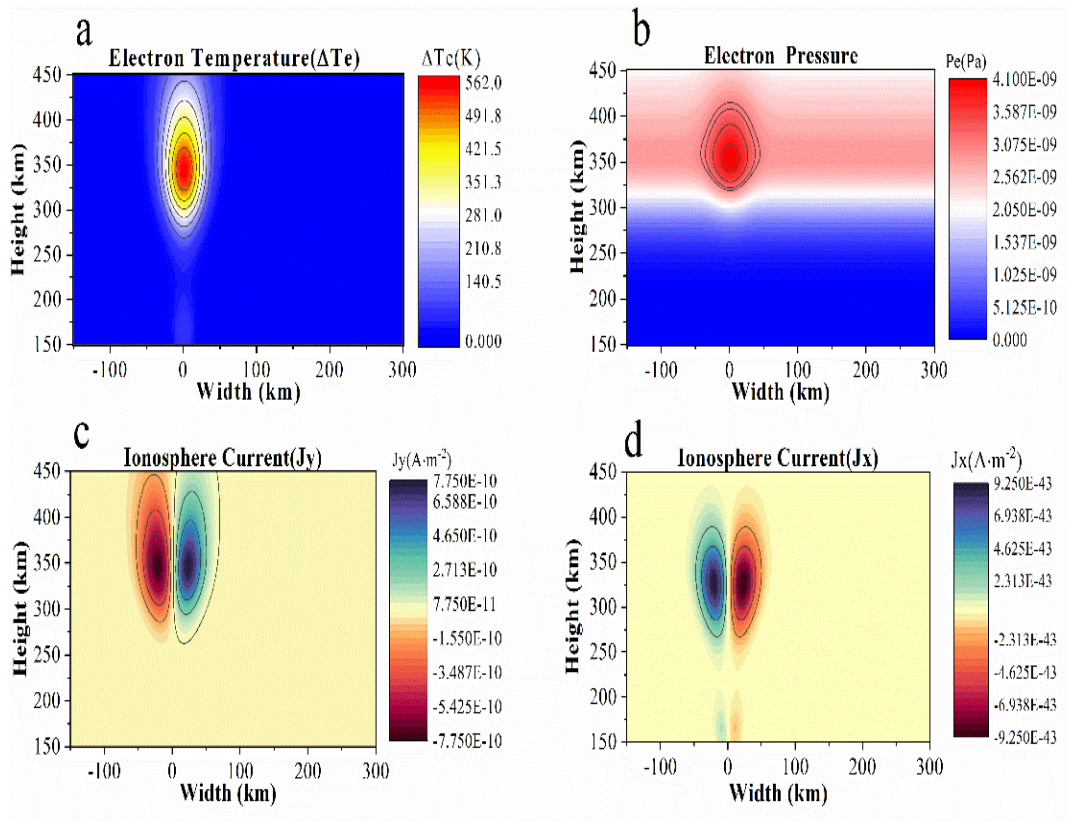 a
Electron Temperature(ΔTe)
ΔTe(K)
562.0
491.8
421.5
351.3
281.0
210.8
140.5
0.000
450
400
350
300
250
200
150
Height (km)
-100 0 100 200 300
Width (km)
b
Electron Pressure
Pe(Pa)
4.100E-09
3.587E-09
3.075E-09
2.562E-09
2.050E-09
1.537E-09
1.025E-09
5.125E-10
0.000
450
400
350
300
250
200
150
Height (km)
-100 0 100 200 300
Width (km)
c
Ionosphere Current(Jy)
Jy(A·m-2)
7.750E-10
6.588E-10
4.650E-10
2.713E-10
7.750E-11
-1.550E-10
-3.487E-10
-5.425E-10
-7.750E-10
450
400
350
300
250
200
150
Height (km)
-100 0 100 200 300
Width (km)
d
Ionosphere Current(Jx)
Jx(A·m-2)
9.250E-43
6.938E-43
4.625E-43
2.313E-43
-2.313E-43
-4.625E-43
-6.938E-43
-9.250E-43
450
400
350
300
250
200
150
Height (km)
-100 0 100 200 300
Width (km)